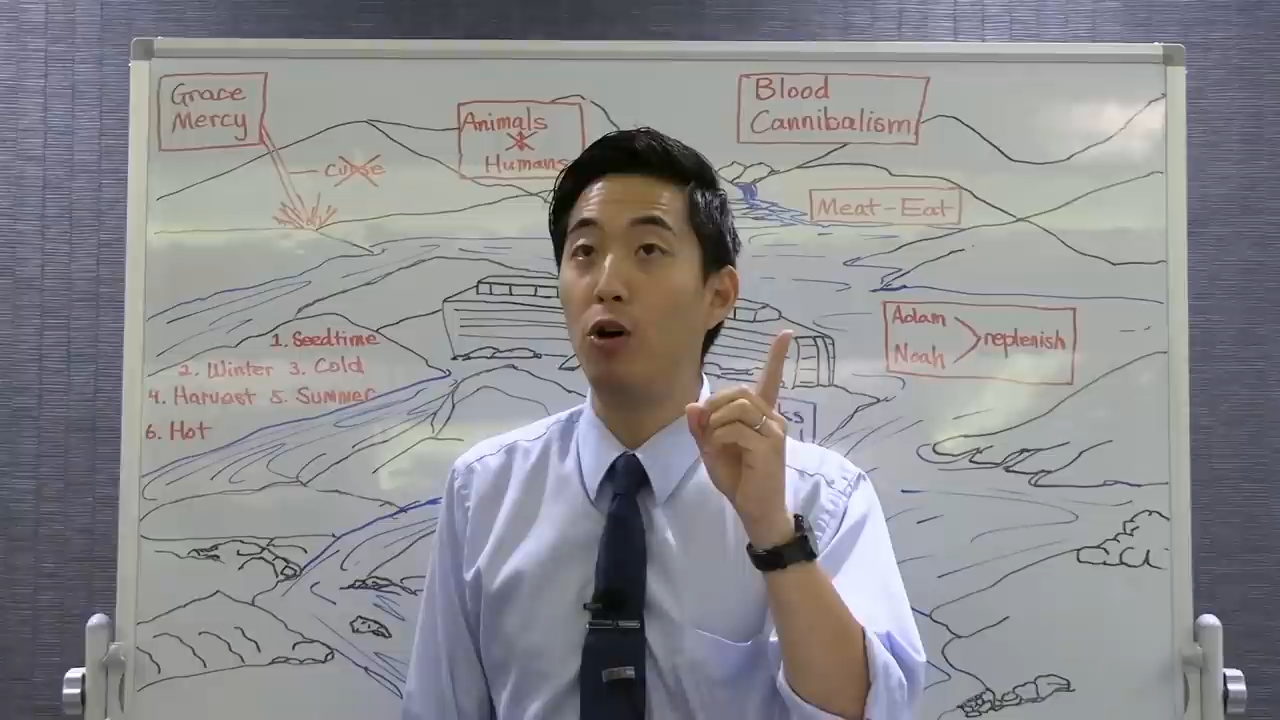 Grace
Mercy
Curse
Animals
Humans
Blood
Cannibalism
Meat-Eat
Adam
Noah
replenish
1. Seedtime
2. Winter 3. Cold
4. Harvest 5. Summer
6. Hot